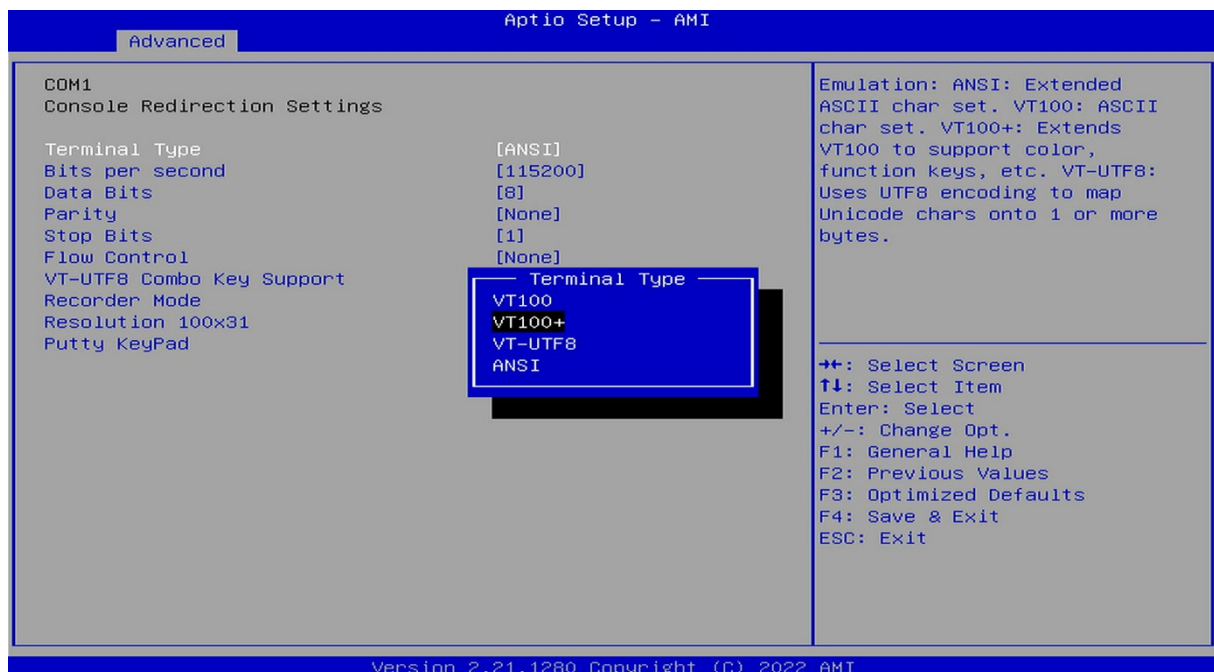 Aptio Setup – AMI
Advanced
COM1
Console Redirection Settings
Terminal Type [ANSI]
Bits per second [115200]
Data Bits [8]
Parity [None]
Stop Bits [1]
Flow Control [None]
VT-UTF8 Combo Key Support
Recorder Mode
Resolution 100x31
Putty KeyPad
Terminal Type
VT100
VT100+
VT-UTF8
ANSI
Emulation: ANSI: Extended
ASCII char set. VT100: ASCII
char set. VT100+: Extends
VT100 to support color,
function keys, etc. VT-UTF8:
Uses UTF8 encoding to map
Unicode chars onto 1 or more
bytes.
→←: Select Screen
↑↓: Select Item
Enter: Select
+/-: Change Opt.
F1: General Help
F2: Previous Values
F3: Optimized Defaults
F4: Save & Exit
ESC: Exit
Version 2.21.1280 Copyright (C) 2022 AMI